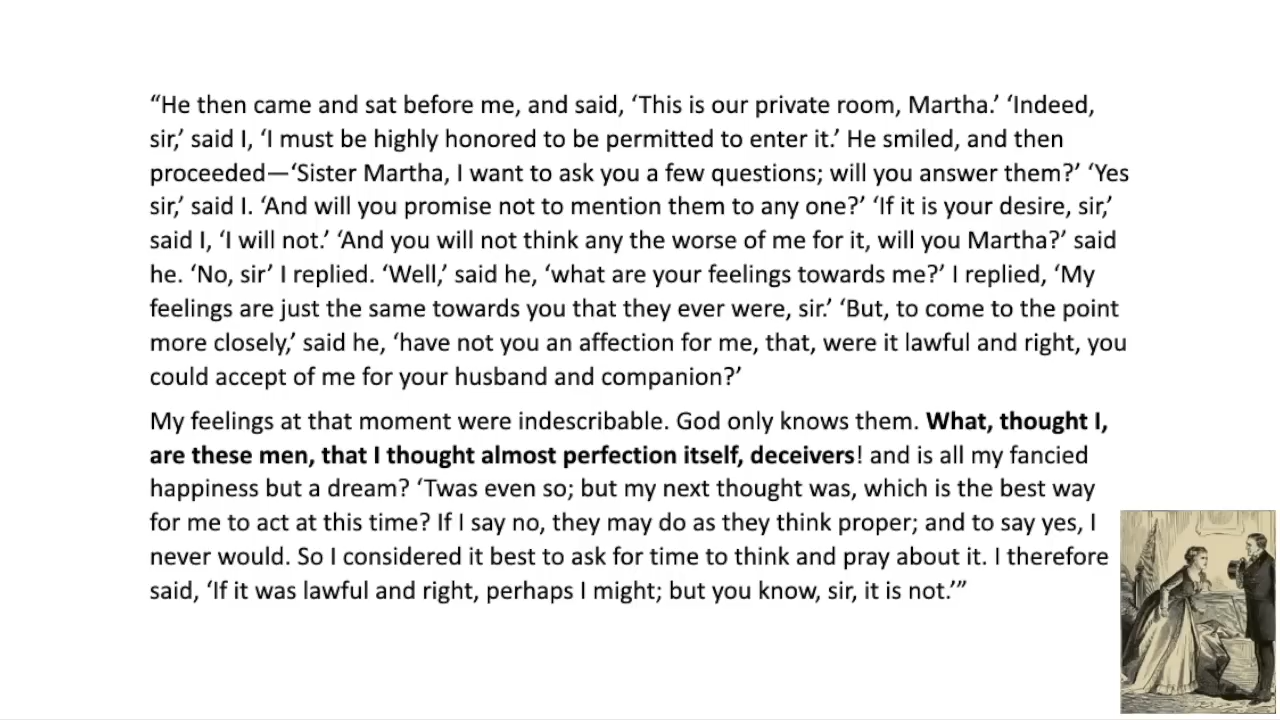 “He then came and sat before me, and said, ‘This is our private room, Martha.’ ‘Indeed,
sir,’ said I, ‘I must be highly honored to be permitted to enter it.’ He smiled, and then
proceeded—‘Sister Martha, I want to ask you a few questions; will you answer them?’ ‘Yes
sir,’ said I. ‘And will you promise not to mention them to any one?’ ‘If it is your desire, sir,’
said I, ‘I will not.’ ‘And you will not think any the worse of me for it, will you Martha?’ said
he. ‘No, sir’ I replied. ‘Well,’ said he, ‘what are your feelings towards me?’ I replied, ‘My
feelings are just the same towards you that they ever were, sir.’ ‘But, to come to the point
more closely,’ said he, ‘have not you an affection for me, that, were it lawful and right, you
could accept of me for your husband and companion?’
My feelings at that moment were indescribable. God only knows them. What, thought I,
are these men, that I thought almost perfection itself, deceivers! and is all my fancied
happiness but a dream? ‘Twas even so; but my next thought was, which is the best way
for me to act at this time? If I say no, they may do as they think proper; and to say yes, I
never would. So I considered it best to ask for time to think and pray about it. I therefore
said, ‘If it was lawful and right, perhaps I might; but you know, sir, it is not.’”